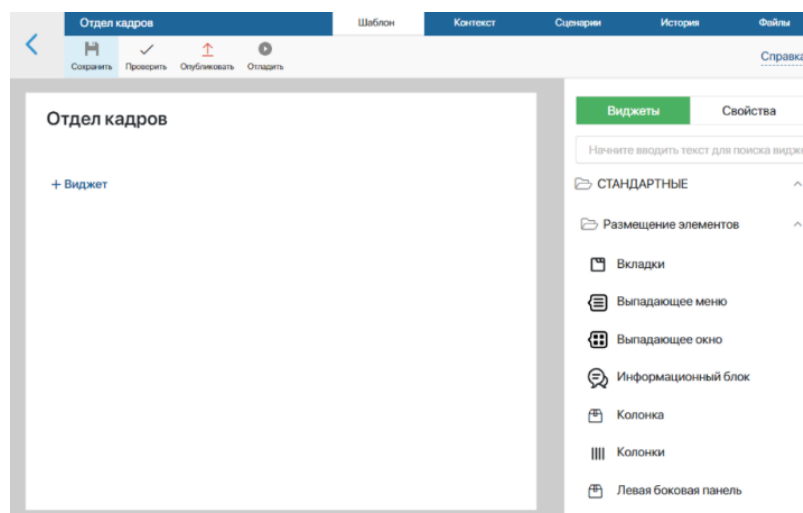 Отдел кадров
Шаблон
Контекст
Сценарии
История
Файлы
Сохранить
Проверить
Опубликовать
Отладить
Справка
Отдел кадров
+ Виджет
Виджеты
Свойства
Начните вводить текст для поиска видже
СТАНДАРТНЫЕ
Размещение элементов
Вкладки
Выпадающее меню
Выпадающее окно
Информационный блок
Колонка
Колонки
Левая боковая панель